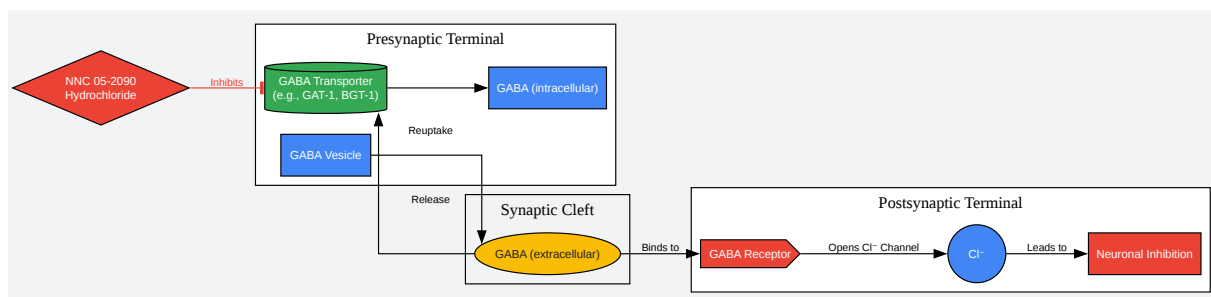 Presynaptic Terminal
NNC 05-2090
Hydrochloride
Inhibits
GABA Transporter
(e.g., GAT-1, BGT-1)
GABA (intracellular)
Reuptake
GABA Vesicle
Release
Synaptic Cleft
GABA (extracellular)
Binds to
Postsynaptic Terminal
GABA Receptor
Opens Cl⁻ Channel
Cl⁻
Leads to
Neuronal Inhibition